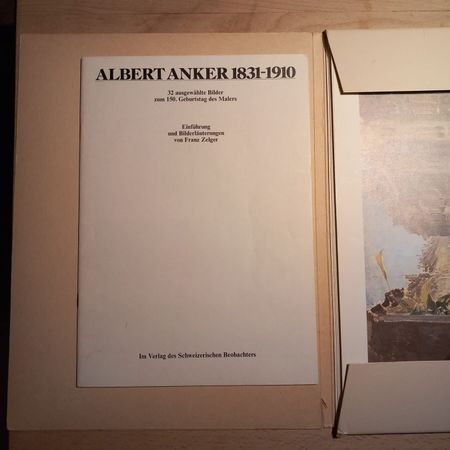 ALBERT ANKER 1831-1910
32 ausgewählte Bilder
zum 150. Geburtstag des Malers
Einführung
und Bilderläuterungen
von Franz Zelger
Im Verlag des Schweizerischen Beobachters